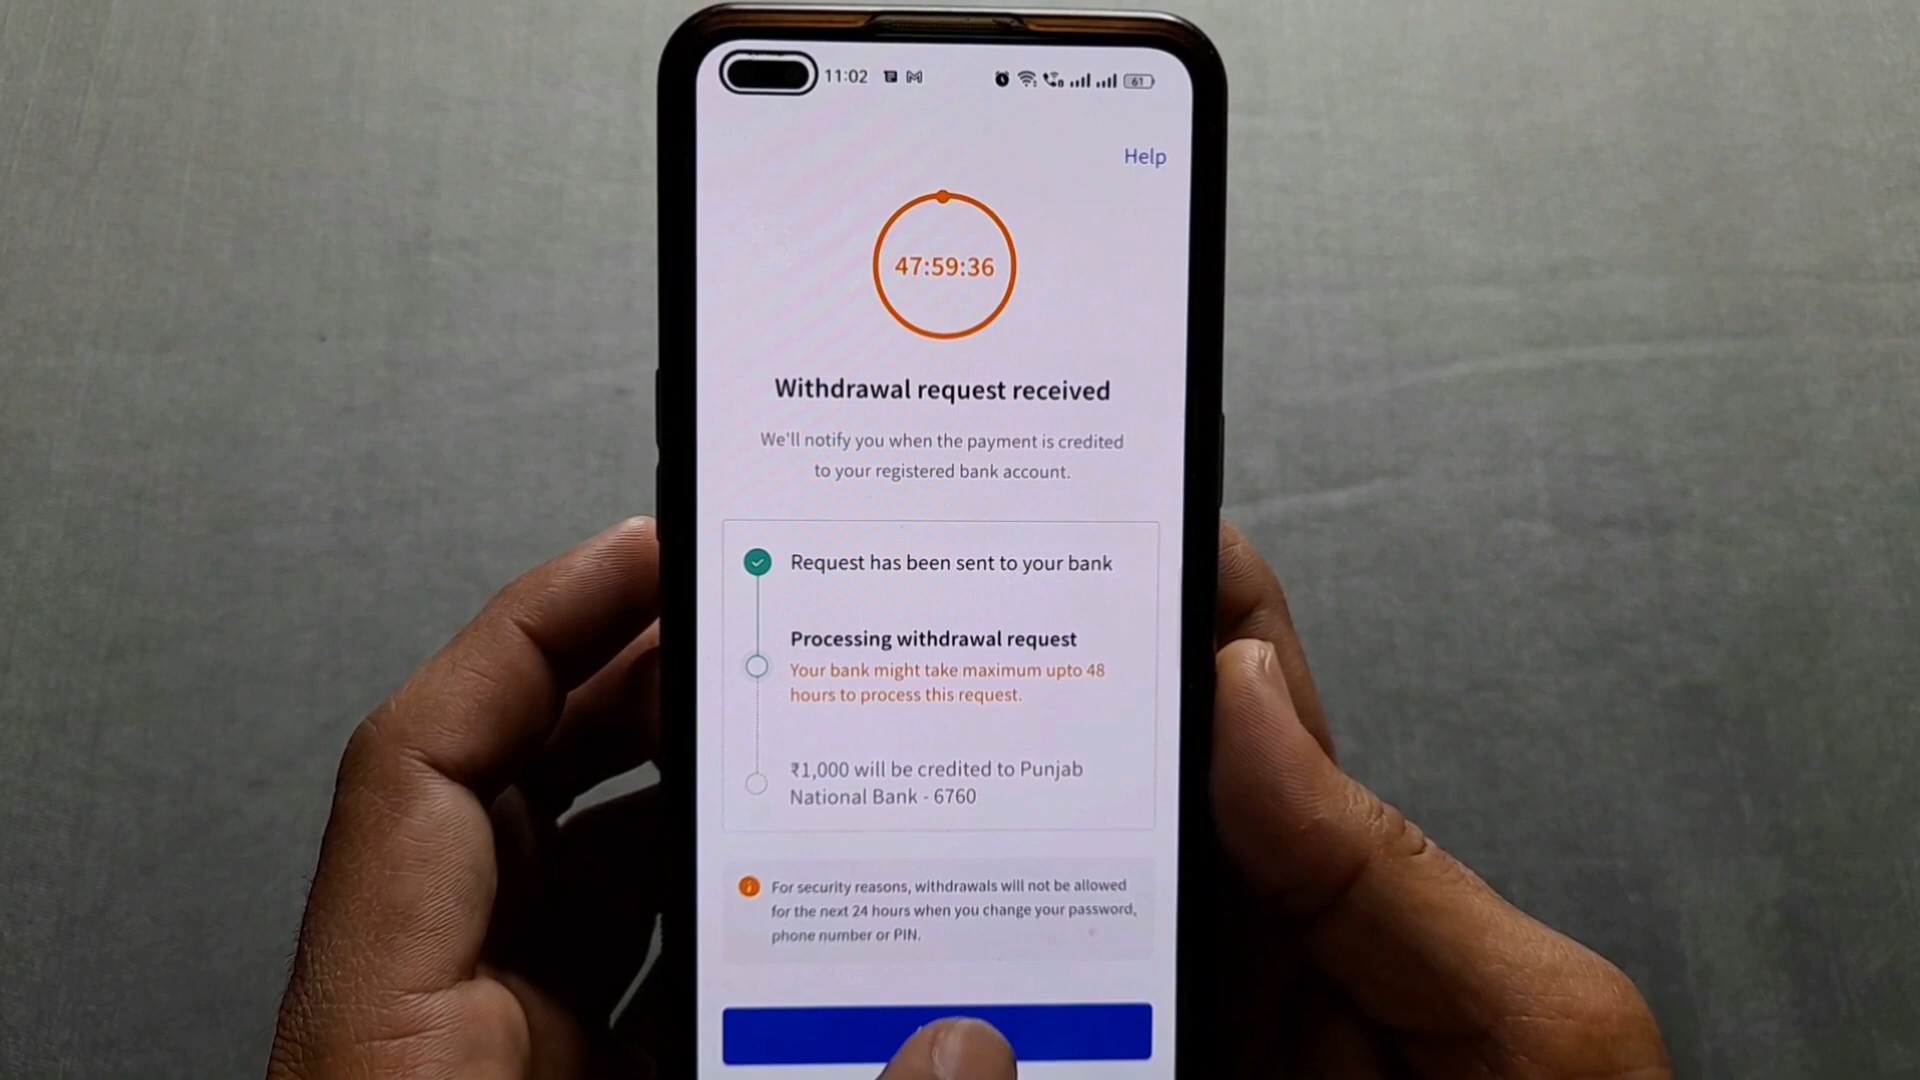 11:02
61
Help
47:59:36
Withdrawal request received
We'll notify you when the payment is credited
to your registered bank account.
Request has been sent to your bank
Processing withdrawal request
Your bank might take maximum upto 48
hours to process this request.
₹1,000 will be credited to Punjab
National Bank - 6760
For security reasons, withdrawals will not be allowed
for the next 24 hours when you change your password,
phone number or PIN.